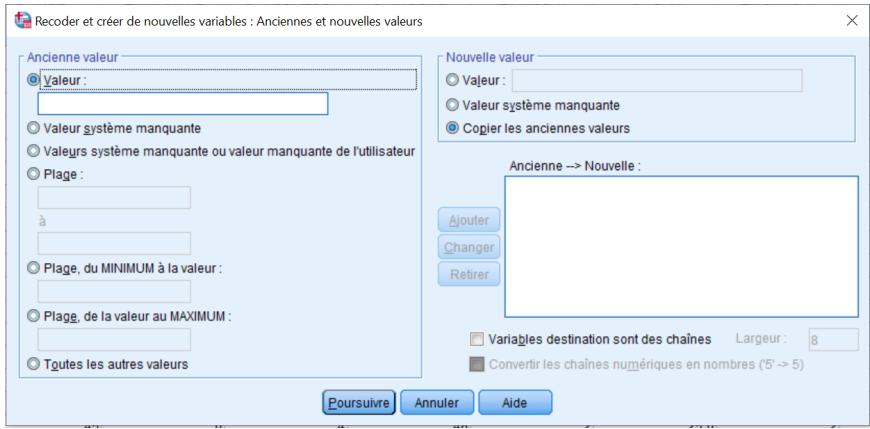 Recoder et créer de nouvelles variables : Anciennes et nouvelles valeurs
Ancienne valeur
Valeur :
Valeur système manquante
Valeurs système manquante ou valeur manquante de l'utilisateur
Plage :
à
Plage, du MINIMUM à la valeur :
Plage, de la valeur au MAXIMUM :
Toutes les autres valeurs
Nouvelle valeur
Valeur :
Valeur système manquante
Copier les anciennes valeurs
Ancienne --> Nouvelle :
Ajouter
Changer
Retirer
Variables destination sont des chaînes
Largeur :
8
Convertir les chaînes numériques en nombres ('5' -> 5)
Poursuivre
Annuler
Aide